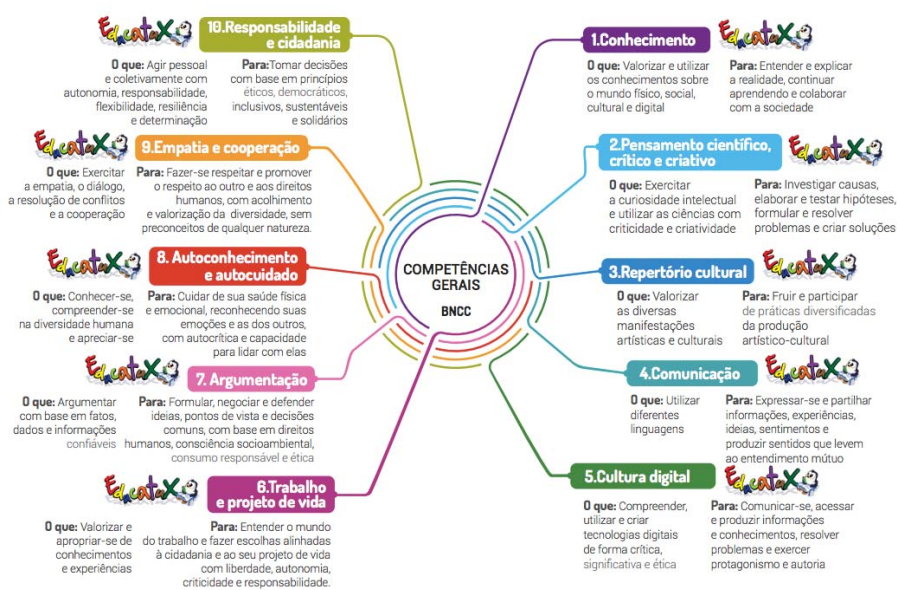 COMPETÊNCIAS
GERAIS
BNCC
1.Conhecimento
EducatuX
O que: Valorizar e utilizar
os conhecimentos sobre
o mundo físico, social,
cultural e digital
Para: Entender e explicar
a realidade, continuar
aprendendo e colaborar
com a sociedade
2.Pensamento científico,
crítico e criativo
EducatuX
O que: Exercitar
a curiosidade intelectual
e utilizar as ciências com
criticidade e criatividade
Para: Investigar causas,
elaborar e testar hipóteses,
formular e resolver
problemas e criar soluções
3.Repertório cultural
EducatuX
O que: Valorizar
as diversas
manifestações
artísticas e culturais
Para: Fruir e participar
de práticas diversificadas
da produção
artístico-cultural
4.Comunicação
EducatuX
O que: Utilizar
diferentes
linguagens
Para: Expressar-se e partilhar
informações, experiências,
ideias, sentimentos e
produzir sentidos que levem
ao entendimento mútuo
5.Cultura digital
EducatuX
O que: Compreender,
utilizar e criar
tecnologias digitais
de forma crítica,
significativa e ética
Para: Comunicar-se, acessar
e produzir informações
e conhecimentos, resolver
problemas e exercer
protagonismo e autoria
EducatuX
6.Trabalho
e projeto de vida
O que: Valorizar e
apropriar-se de
conhecimentos
e experiências
Para: Entender o mundo
do trabalho e fazer escolhas alinhadas
à cidadania e ao seu projeto de vida
com liberdade, autonomia,
criticidade e responsabilidade.
EducatuX
7. Argumentação
O que: Argumentar
com base em fatos,
dados e informações
confiáveis
Para: Formular, negociar e defender
ideias, pontos de vista e decisões
comuns, com base em direitos
humanos, consciência socioambiental,
consumo responsável e ética
EducatuX
8. Autoconhecimento
e autocuidado
O que: Conhecer-se,
compreender-se
na diversidade humana
e apreciar-se
Para: Cuidar de sua saúde física
e emocional, reconhecendo suas
emoções e as dos outros,
com autocrítica e capacidade
para lidar com elas
EducatuX
9.Empatia e cooperação
O que: Exercitar
a empatia, o diálogo,
a resolução de conflitos
e a cooperação
Para: Fazer-se respeitar e promover
o respeito ao outro e aos direitos
humanos, com acolhimento
e valorização da diversidade, sem
preconceitos de qualquer natureza.
EducatuX
10.Responsabilidade
e cidadania
O que: Agir pessoal
e coletivamente com
autonomia, responsabilidade,
flexibilidade, resiliência
e determinação
Para:Tomar decisões
com base em princípios
éticos, democráticos,
inclusivos, sustentáveis
e solidários